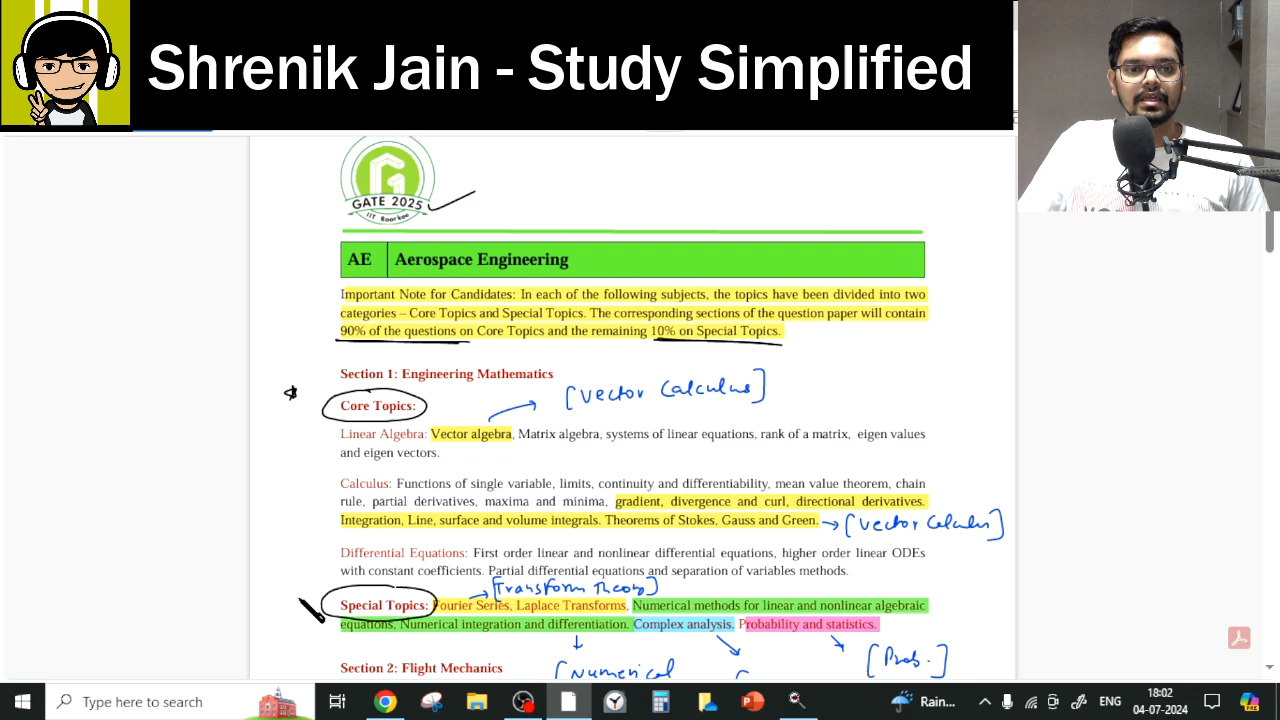 Shrenik Jain - Study Simplified
GATE 2025
IIT Roorkee
AE Aerospace Engineering
Important Note for Candidates: In each of the following subjects, the topics have been divided into two
categories – Core Topics and Special Topics. The corresponding sections of the question paper will contain
90% of the questions on Core Topics and the remaining 10% on Special Topics.
Section 1: Engineering Mathematics
[Vector Calculus]
Core Topics:
Linear Algebra: Vector algebra, Matrix algebra, systems of linear equations, rank of a matrix, eigen values
and eigen vectors.
Calculus: Functions of single variable, limits, continuity and differentiability, mean value theorem, chain
rule, partial derivatives, maxima and minima, gradient, divergence and curl, directional derivatives.
Integration, Line, surface and volume integrals. Theorems of Stokes, Gauss and Green. → [Vector Calculus]
Differential Equations: First order linear and nonlinear differential equations, higher order linear ODEs
with constant coefficients. Partial differential equations and separation of variables methods.
[Transform Theory]
Special Topics: Fourier Series, Laplace Transforms, Numerical methods for linear and nonlinear algebraic
equations, Numerical integration and differentiation. Complex analysis. Probability and statistics.
[Prob.]
Section 2: Flight Mechanics
[Numerical
Type here to search
Rain...
ENG
18:02
04-07-2024